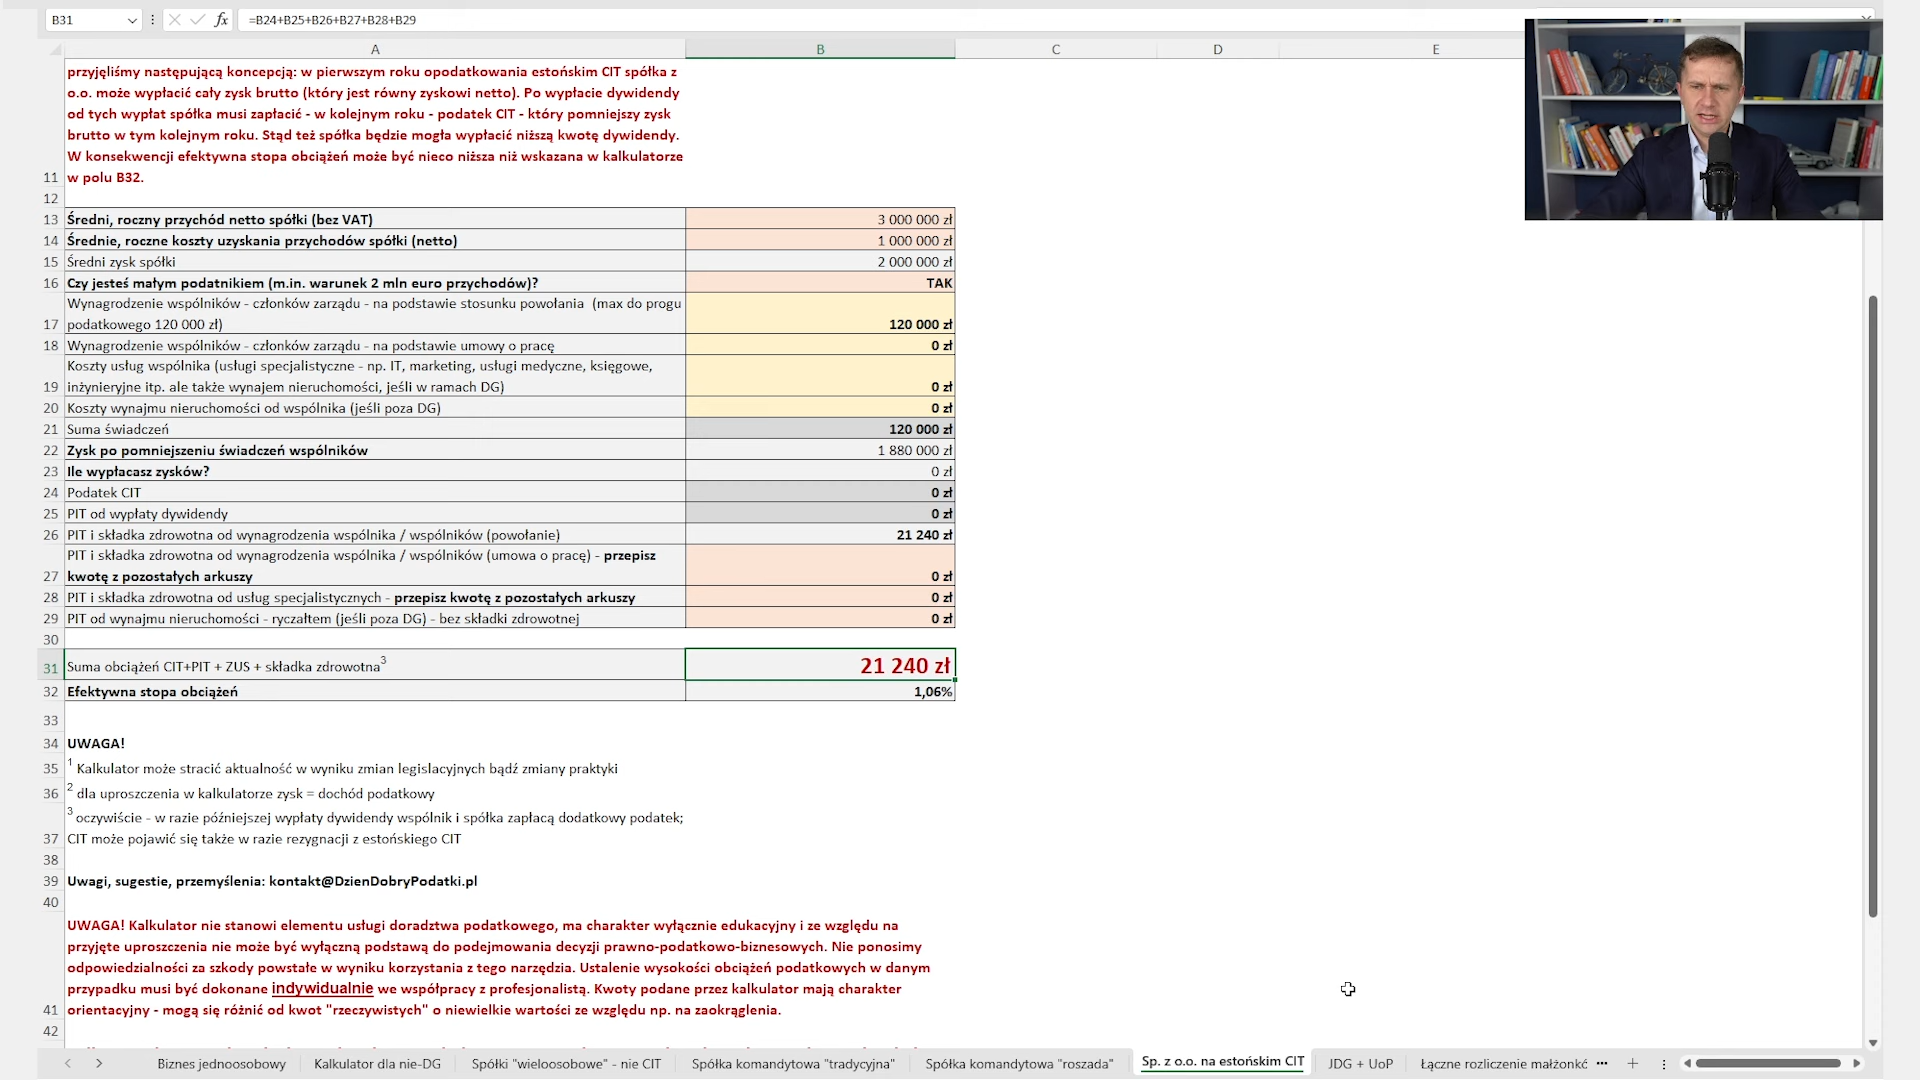 B31
fx
=B24+B25+B26+B27+B28+B29
A B C D E
przyjęliśmy następującą koncepcją: w pierwszym roku opodatkowania estońskim CIT spółka z
o.o. może wypłacić cały zysk brutto (który jest równy zyskowi netto). Po wypłacie dywidendy
od tych wypłat spółka musi zapłacić - w kolejnym roku - podatek CIT - który pomniejszy zysk
brutto w tym kolejnym roku. Stąd też spółka będzie mogła wypłacić niższą kwotę dywidendy.
W konsekwencji efektywna stopa obciążeń może być nieco niższa niż wskazana w kalkulatorze
11 w polu B32.
12
13 Średni, roczny przychód netto spółki (bez VAT) 3 000 000 zł
14 Średnie, roczne koszty uzyskania przychodów spółki (netto) 1 000 000 zł
15 Średni zysk spółki 2 000 000 zł
16 Czy jesteś małym podatnikiem (m.in. warunek 2 mln euro przychodów)? TAK
Wynagrodzenie wspólników - członków zarządu - na podstawie stosunku powołania (max do progu
17 podatkowego 120 000 zł) 120 000 zł
18 Wynagrodzenie wspólników - członków zarządu - na podstawie umowy o pracę 0 zł
Koszty usług wspólnika (usługi specjalistyczne - np. IT, marketing, usługi medyczne, księgowe,
19 inżynieryjne itp. ale także wynajem nieruchomości, jeśli w ramach DG) 0 zł
20 Koszty wynajmu nieruchomości od wspólnika (jeśli poza DG) 0 zł
21 Suma świadczeń 120 000 zł
22 Zysk po pomniejszeniu świadczeń wspólników 1 880 000 zł
23 Ile wypłacasz zysków? 0 zł
24 Podatek CIT 0 zł
25 PIT od wypłaty dywidendy 0 zł
26 PIT i składka zdrowotna od wynagrodzenia wspólnika / wspólników (powołanie) 21 240 zł
PIT i składka zdrowotna od wynagrodzenia wspólnika / wspólników (umowa o pracę) - przepisz
27 kwotę z pozostałych arkuszy 0 zł
28 PIT i składka zdrowotna od usług specjalistycznych - przepisz kwotę z pozostałych arkuszy 0 zł
29 PIT od wynajmu nieruchomości - ryczałtem (jeśli poza DG) - bez składki zdrowotnej 0 zł
30
31 Suma obciążeń CIT+PIT + ZUS + składka zdrowotna3 21 240 zł
32 Efektywna stopa obciążeń 1,06%
33
34 UWAGA!
35 1 Kalkulator może stracić aktualność w wyniku zmian legislacyjnych bądź zmiany praktyki
36 2 dla uproszczenia w kalkulatorze zysk = dochód podatkowy
3 oczywiście - w razie późniejszej wypłaty dywidendy wspólnik i spółka zapłacą dodatkowy podatek;
37 CIT może pojawić się także w razie rezygnacji z estońskiego CIT
38
39 Uwagi, sugestie, przemyślenia: kontakt@DzienDobryPodatki.pl
40
UWAGA! Kalkulator nie stanowi elementu usługi doradztwa podatkowego, ma charakter wyłącznie edukacyjny i ze względu na
przyjęte uproszczenia nie może być wyłączną podstawą do podejmowania decyzji prawno-podatkowo-biznesowych. Nie ponosimy
odpowiedzialności za szkody powstałe w wyniku korzystania z tego narzędzia. Ustalenie wysokości obciążeń podatkowych w danym
przypadku musi być dokonane indywidualnie we współpracy z profesjonalistą. Kwoty podane przez kalkulator mają charakter
41 orientacyjny - mogą się różnić od kwot "rzeczywistych" o niewielkie wartości ze względu np. na zaokrąglenia.
42
Biznes jednoosobowy Kalkulator dla nie-DG Spółki "wieloosobowe" - nie CIT Spółka komandytowa "tradycyjna" Spółka komandytowa "roszada" Sp. z o.o. na estońskim CIT JDG + UoP Łączne rozliczenie małżonkć ...